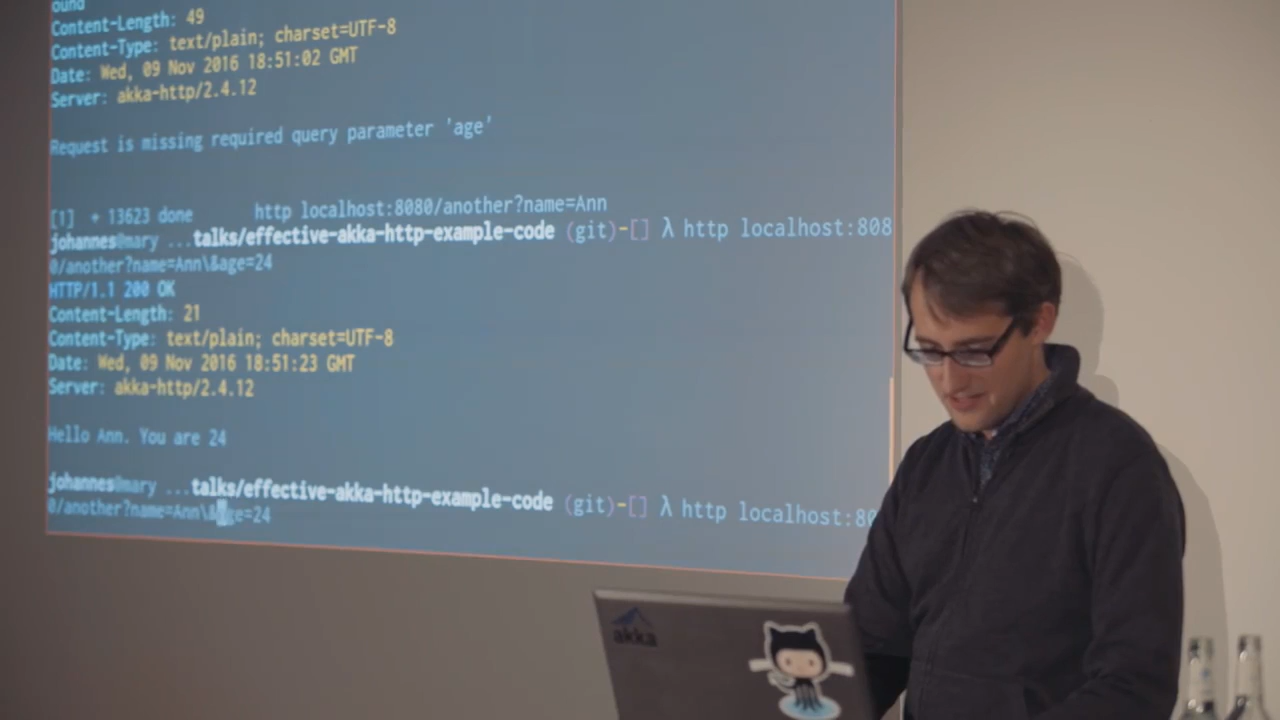 ound
Content-Length: 49
Content-Type: text/plain; charset=UTF-8
Date: Wed, 09 Nov 2016 18:51:02 GMT
Server: akka-http/2.4.12
Request is missing required query parameter 'age'
[1] + 13623 done http localhost:8080/another?name=Ann
johannes@mary ...talks/effective-akka-http-example-code (git)-[] λ http localhost:808
0/another?name=Ann\&age=24
HTTP/1.1 200 OK
Content-Length: 21
Content-Type: text/plain; charset=UTF-8
Date: Wed, 09 Nov 2016 18:51:23 GMT
Server: akka-http/2.4.12
Hello Ann. You are 24
johannes@mary ...talks/effective-akka-http-example-code (git)-[] λ http localhost:80
0/another?name=Ann\&age=24
akka